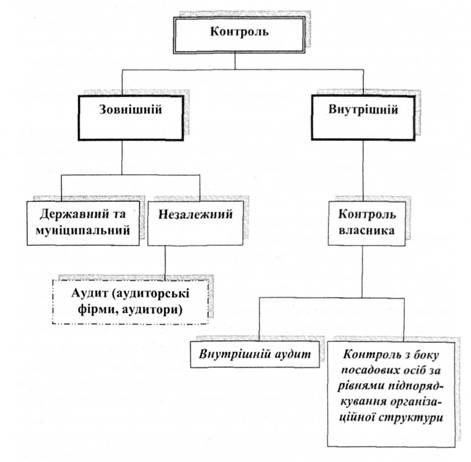 Контроль
Зовнішній
Внутрішній
Державний та
муніципальний
Незалежний
Контроль
власника
Аудит (аудиторські
фірми, аудитори)
Внутрішній аудит
Контроль з боку
посадових осіб за
рівнями підпоряд-
кування організа-
ційної структури